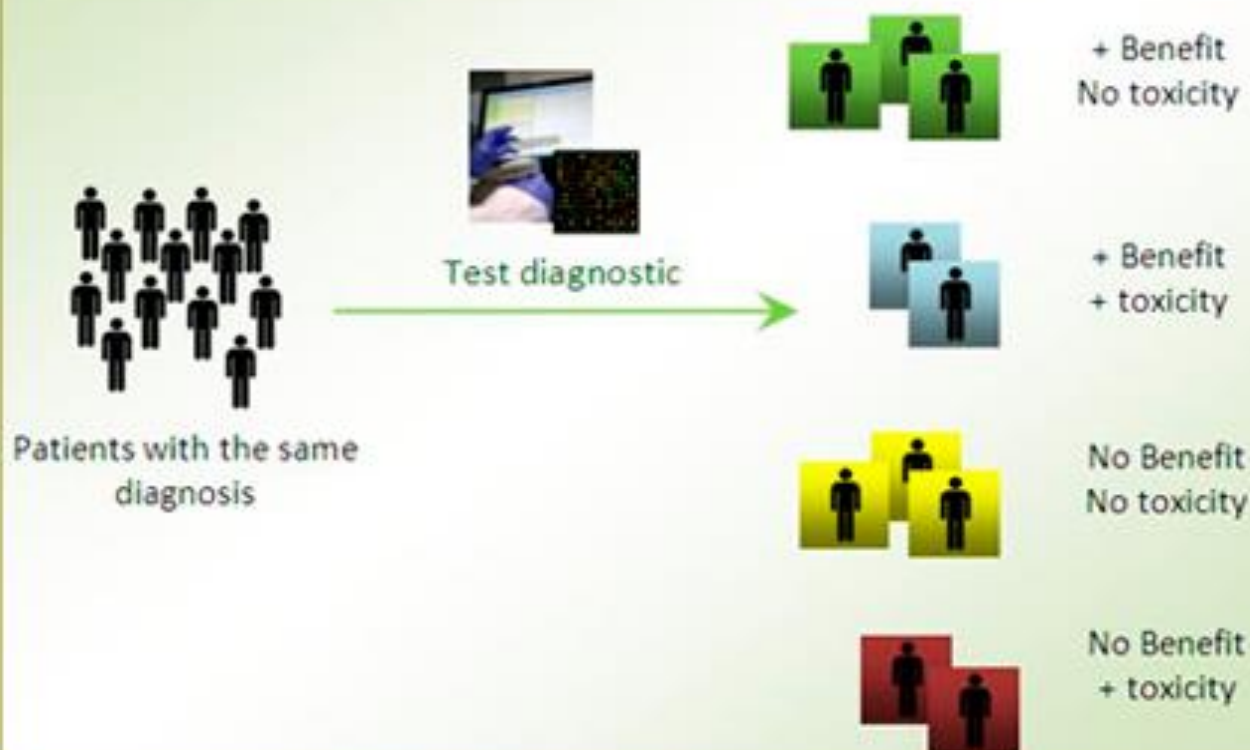 + Benefit
No toxicity
Test diagnostic
+ Benefit
+ toxicity
Patients with the same
diagnosis
No Benefit
No toxicity
No Benefit
+ toxicity